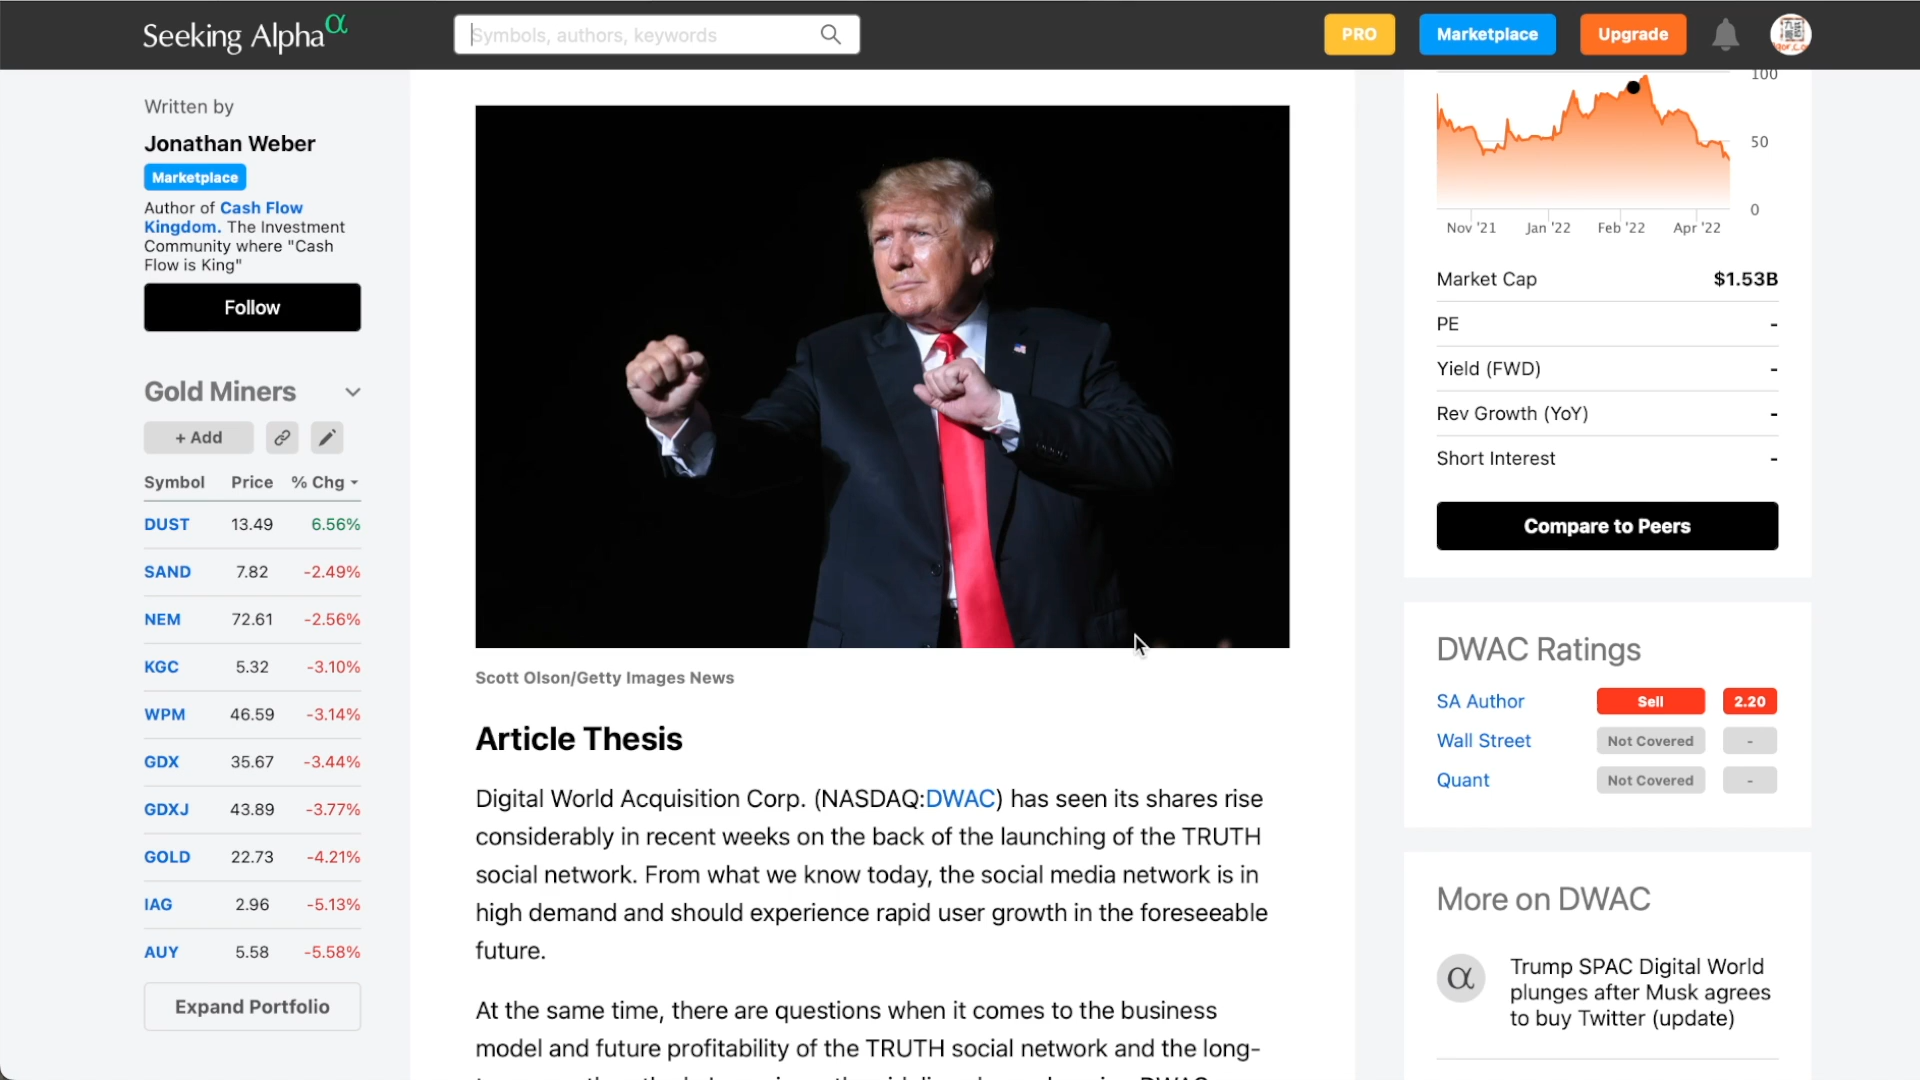 Seeking Alpha α
Symbols, authors, keywords
PRO
Marketplace
Upgrade
Written by
Jonathan Weber
Marketplace
Author of Cash Flow
Kingdom. The Investment
Community where "Cash
Flow is King"
Follow
Gold Miners
+ Add
Symbol Price % Chg
DUST 13.49 6.56%
SAND 7.82 -2.49%
NEM 72.61 -2.56%
KGC 5.32 -3.10%
WPM 46.59 -3.14%
GDX 35.67 -3.44%
GDXJ 43.89 -3.77%
GOLD 22.73 -4.21%
IAG 2.96 -5.13%
AUY 5.58 -5.58%
Expand Portfolio
Scott Olson/Getty Images News
Article Thesis
Digital World Acquisition Corp. (NASDAQ:DWAC) has seen its shares rise
considerably in recent weeks on the back of the launching of the TRUTH
social network. From what we know today, the social media network is in
high demand and should experience rapid user growth in the foreseeable
future.
At the same time, there are questions when it comes to the business
model and future profitability of the TRUTH social network and the long-
100
50
0
Nov '21 Jan '22 Feb '22 Apr '22
Market Cap $1.53B
PE -
Yield (FWD) -
Rev Growth (YoY) -
Short Interest -
Compare to Peers
DWAC Ratings
SA Author Sell 2.20
Wall Street Not Covered -
Quant Not Covered -
More on DWAC
α
Trump SPAC Digital World
plunges after Musk agrees
to buy Twitter (update)